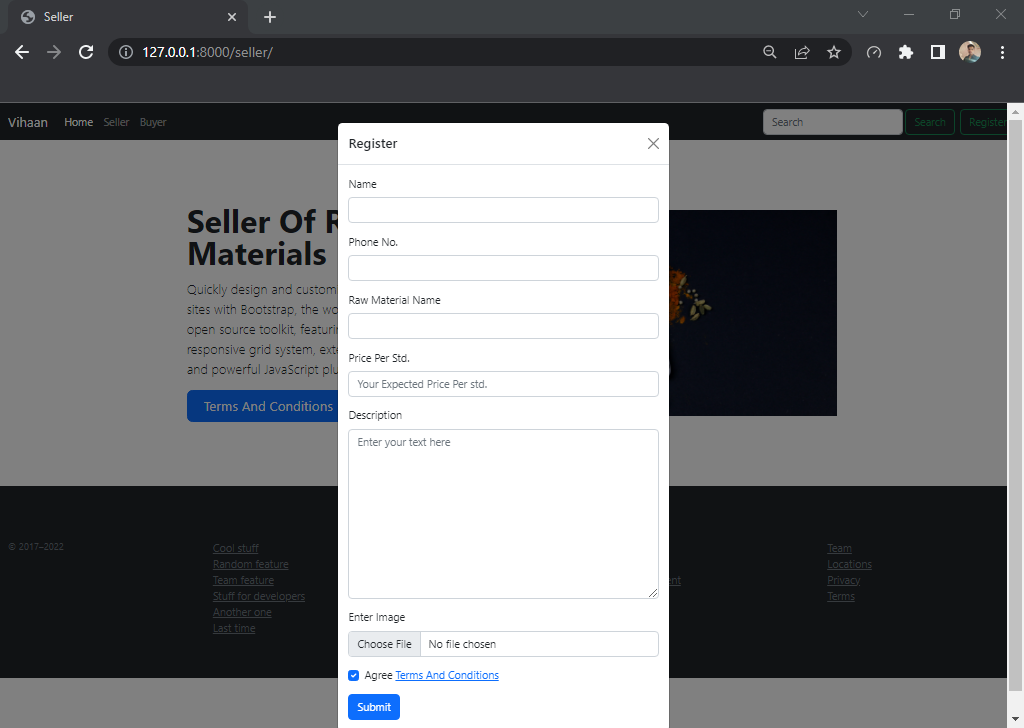 Seller
127.0.0.1:8000/seller/
Vihaan Home Seller Buyer Search Search Register
Register
Name
Phone No.
Raw Material Name
Price Per Std.
Your Expected Price Per std.
Description
Enter your text here
Enter Image
Choose File No file chosen
Agree Terms And Conditions
Submit
Seller Of R
Materials
Quickly design and custom
sites with Bootstrap, the wo
open source toolkit, featurin
responsive grid system, exte
and powerful JavaScript plu
Terms And Conditions
© 2017–2022
Cool stuff
Random feature
Team feature
Stuff for developers
Another one
Last time
nt
Team
Locations
Privacy
Terms